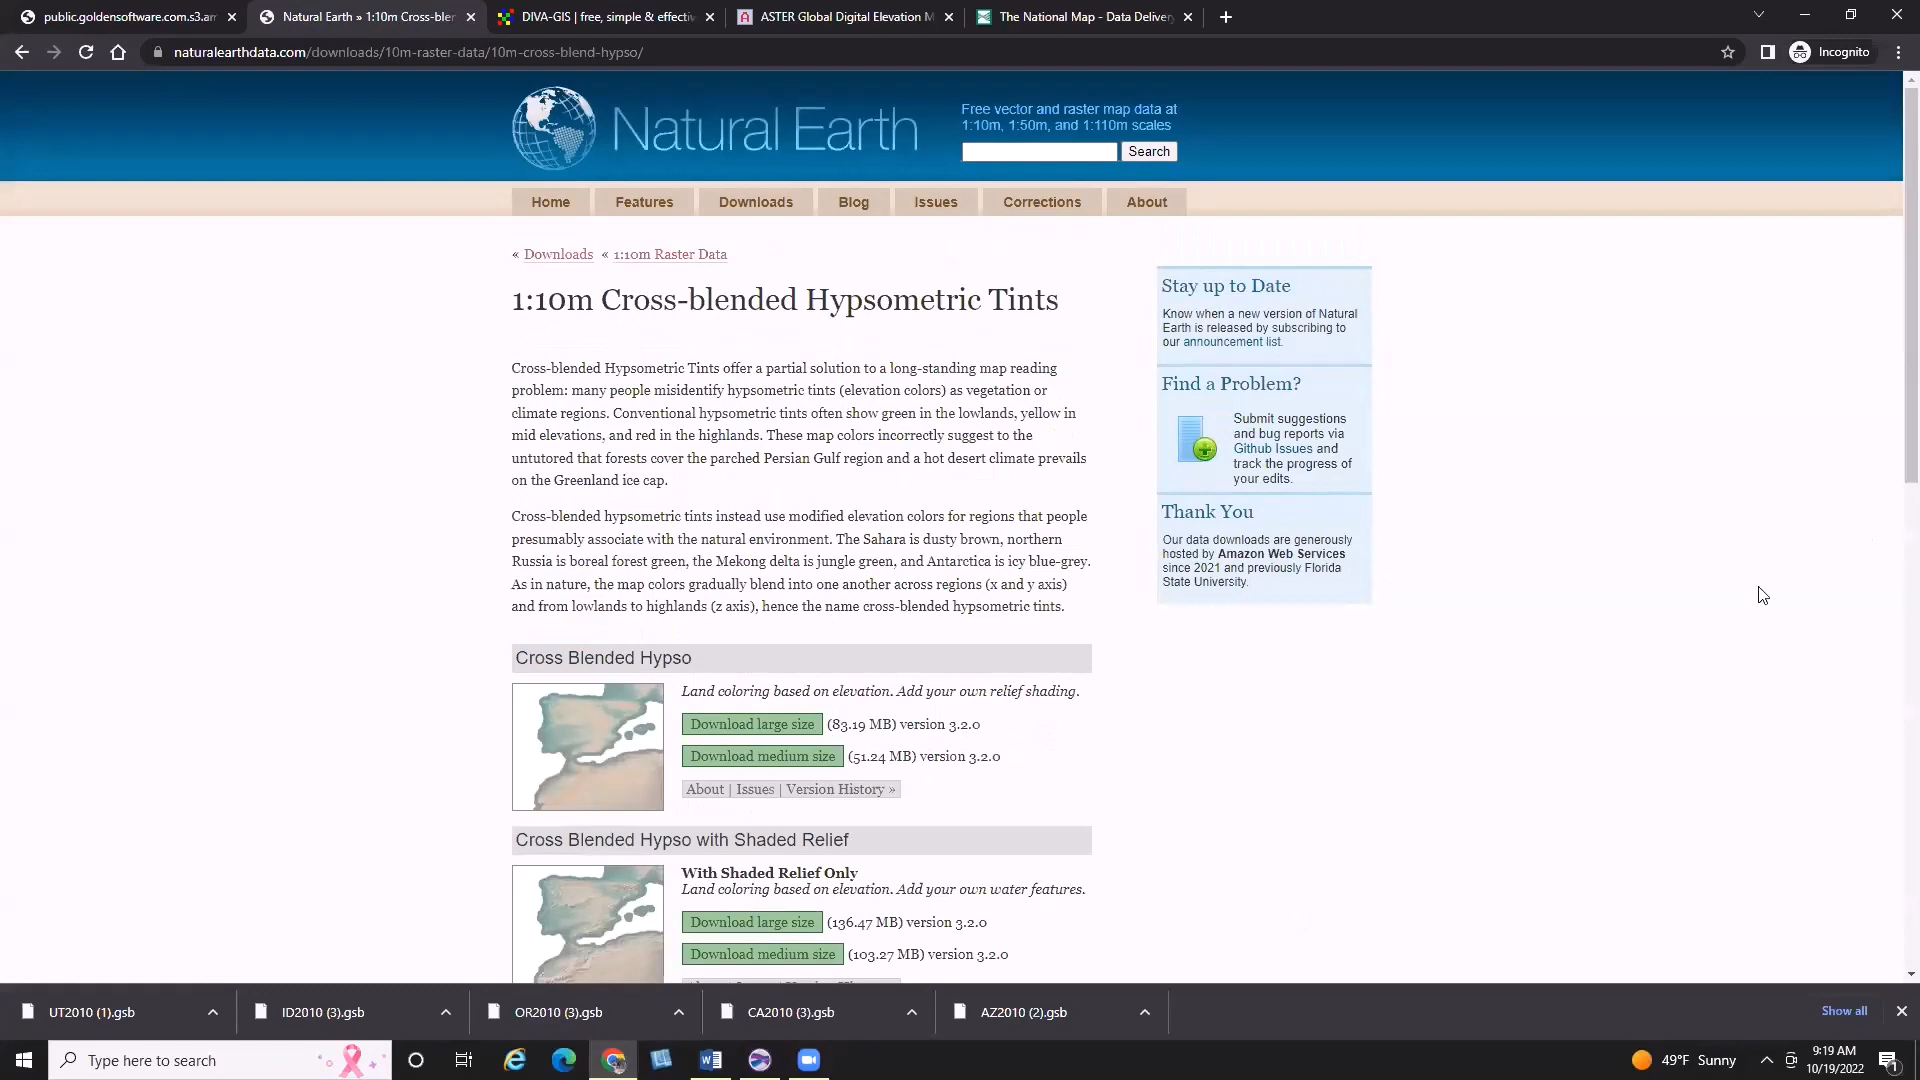 public.goldensoftware.com.s3.am
Natural Earth » 1:10m Cross-blen
DIVA-GIS | free, simple & effectiv
ASTER Global Digital Elevation M
The National Map - Data Delivery
naturalearthdata.com/downloads/10m-raster-data/10m-cross-blend-hypso/
Incognito
Natural Earth
Free vector and raster map data at
1:10m, 1:50m, and 1:110m scales
Search
Home
Features
Downloads
Blog
Issues
Corrections
About
« Downloads « 1:10m Raster Data
1:10m Cross-blended Hypsometric Tints
Cross-blended Hypsometric Tints offer a partial solution to a long-standing map reading
problem: many people misidentify hypsometric tints (elevation colors) as vegetation or
climate regions. Conventional hypsometric tints often show green in the lowlands, yellow in
mid elevations, and red in the highlands. These map colors incorrectly suggest to the
untutored that forests cover the parched Persian Gulf region and a hot desert climate prevails
on the Greenland ice cap.
Cross-blended hypsometric tints instead use modified elevation colors for regions that people
presumably associate with the natural environment. The Sahara is dusty brown, northern
Russia is boreal forest green, the Mekong delta is jungle green, and Antarctica is icy blue-grey.
As in nature, the map colors gradually blend into one another across regions (x and y axis)
and from lowlands to highlands (z axis), hence the name cross-blended hypsometric tints.
Cross Blended Hypso
Land coloring based on elevation. Add your own relief shading.
Download large size (83.19 MB) version 3.2.0
Download medium size (51.24 MB) version 3.2.0
About | Issues | Version History »
Cross Blended Hypso with Shaded Relief
With Shaded Relief Only
Land coloring based on elevation. Add your own water features.
Download large size (136.47 MB) version 3.2.0
Download medium size (103.27 MB) version 3.2.0
Stay up to Date
Know when a new version of Natural
Earth is released by subscribing to
our announcement list.
Find a Problem?
Submit suggestions
and bug reports via
Github Issues and
track the progress of
your edits.
Thank You
Our data downloads are generously
hosted by Amazon Web Services
since 2021 and previously Florida
State University.
UT2010 (1).gsb
ID2010 (3).gsb
OR2010 (3).gsb
CA2010 (3).gsb
AZ2010 (2).gsb
Show all
Type here to search
49°F Sunny
9:19 AM
10/19/2022
1